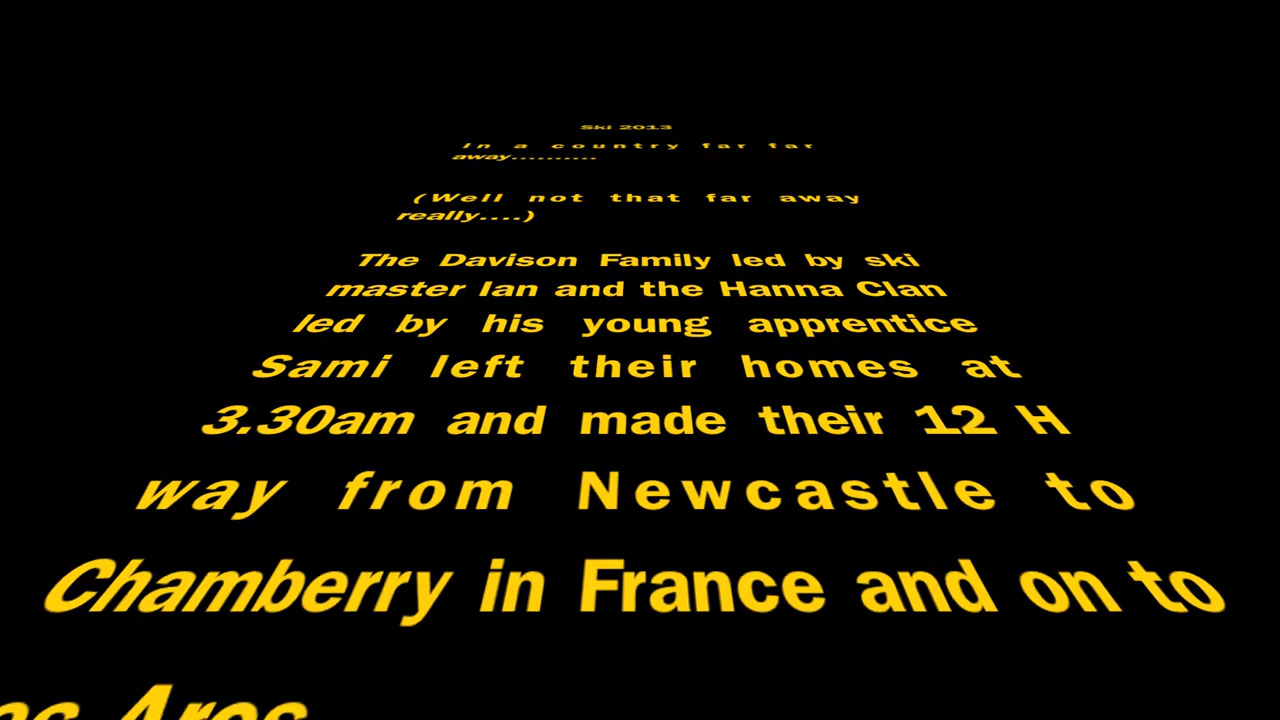 Ski 2013
In a country far far
away..........
(Well not that far away
really....)
The Davison Family led by ski
master Ian and the Hanna Clan
led by his young apprentice
Sami left their homes at
3.30am and made their 12 H
way from Newcastle to
Chamberry in France and on to